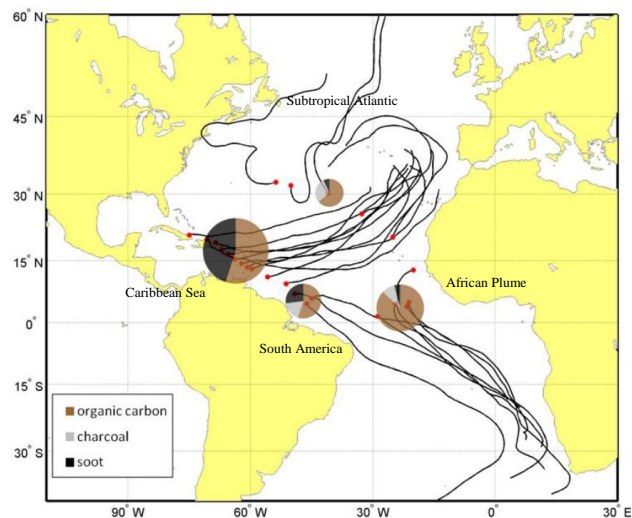 60° N
Subtropical Atlantic
45° N
30° N
15° N
Caribbean Sea
African Plume
0°
South America
15° S
organic carbon
charcoal
soot
30° S
90° W
60° W
30° W
0°
30° E